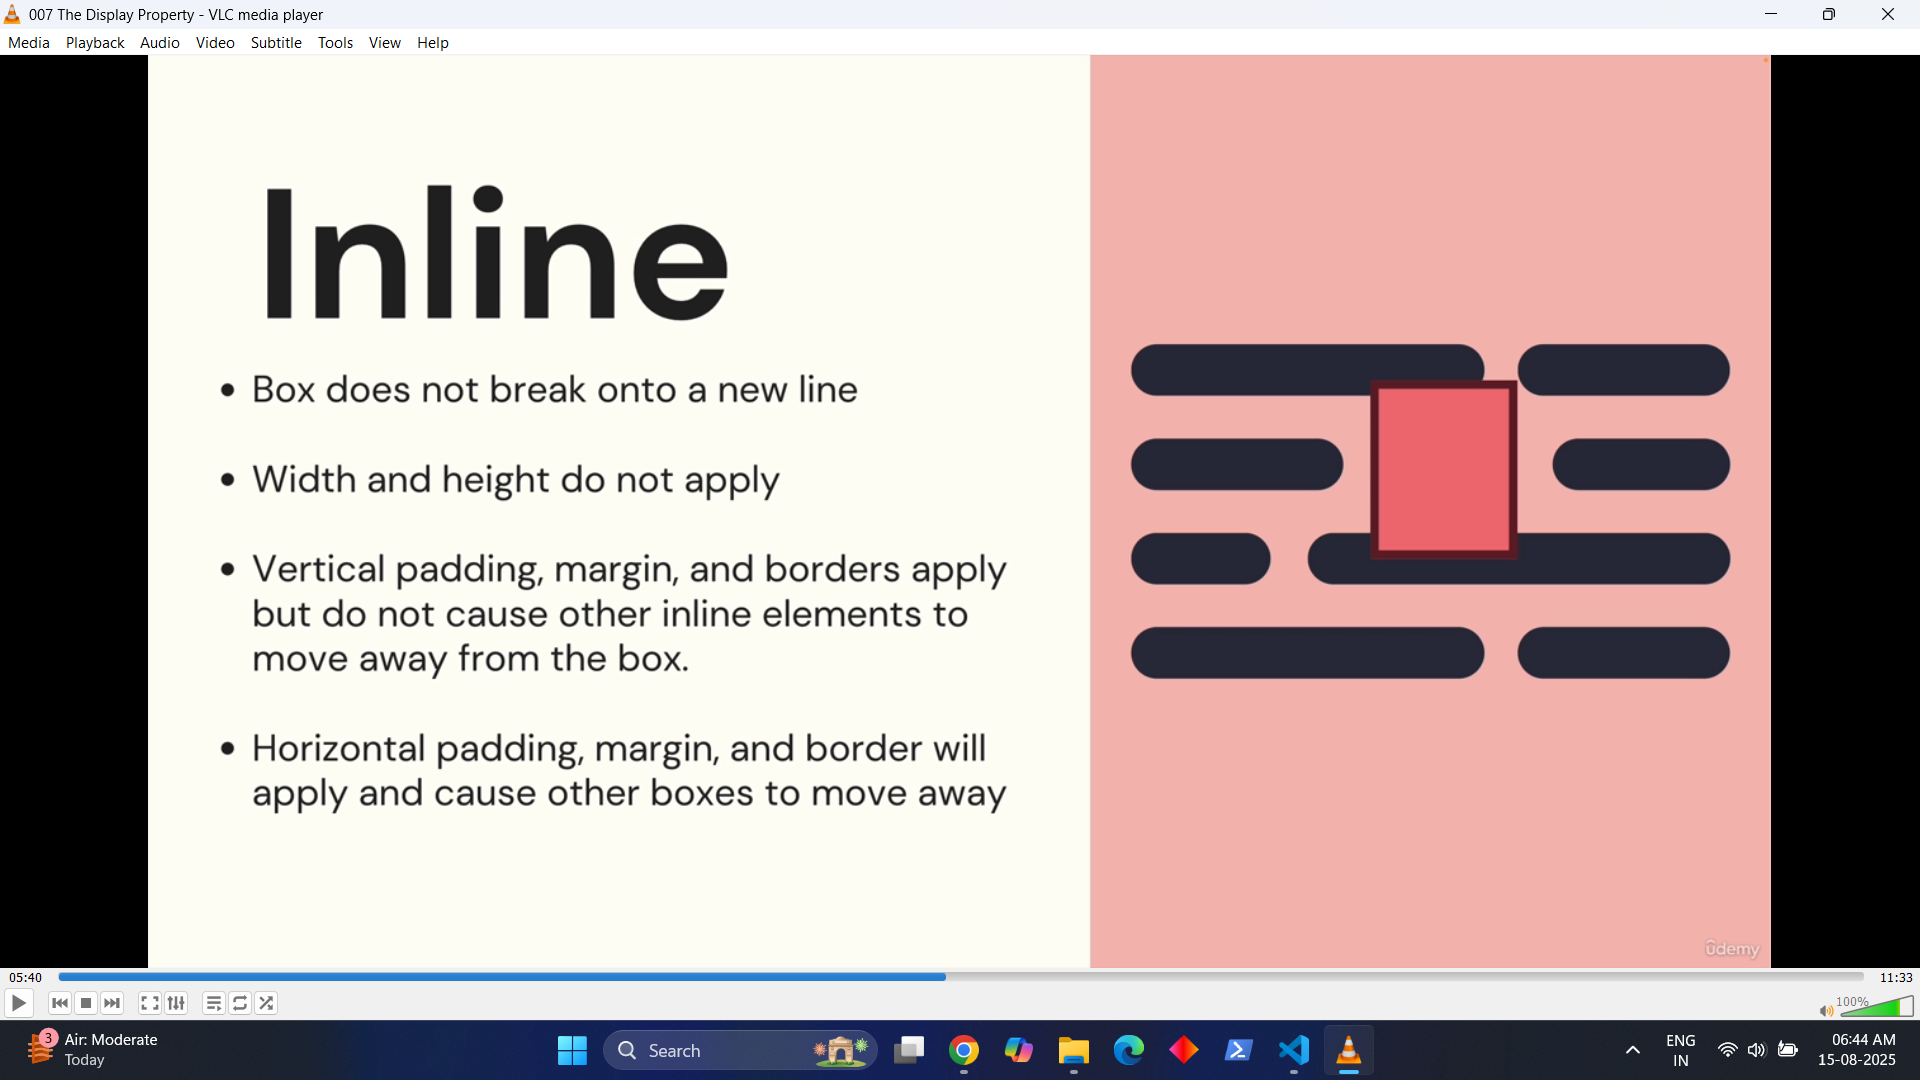 007 The Display Property - VLC media player
Media Playback Audio Video Subtitle Tools View Help
Inline
• Box does not break onto a new line
• Width and height do not apply
• Vertical padding, margin, and borders apply
but do not cause other inline elements to
move away from the box.
• Horizontal padding, margin, and border will
apply and cause other boxes to move away
ûdemy
05:40
11:33
100%
3
Air: Moderate
Today
Search
ENG
IN
06:44 AM
15-08-2025